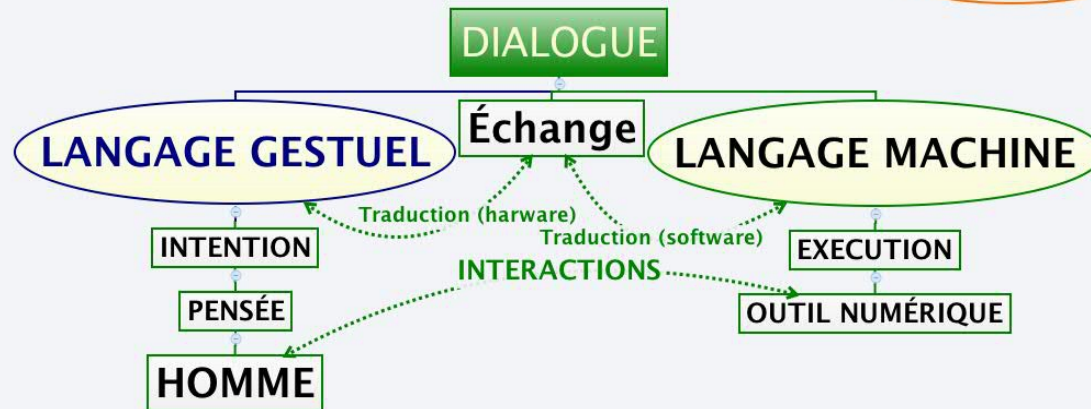 DIALOGUE
LANGAGE GESTUEL
Échange
LANGAGE MACHINE
Traduction (harware)
Traduction (software)
INTENTION
EXECUTION
INTERACTIONS
PENSÉE
OUTIL NUMÉRIQUE
HOMME